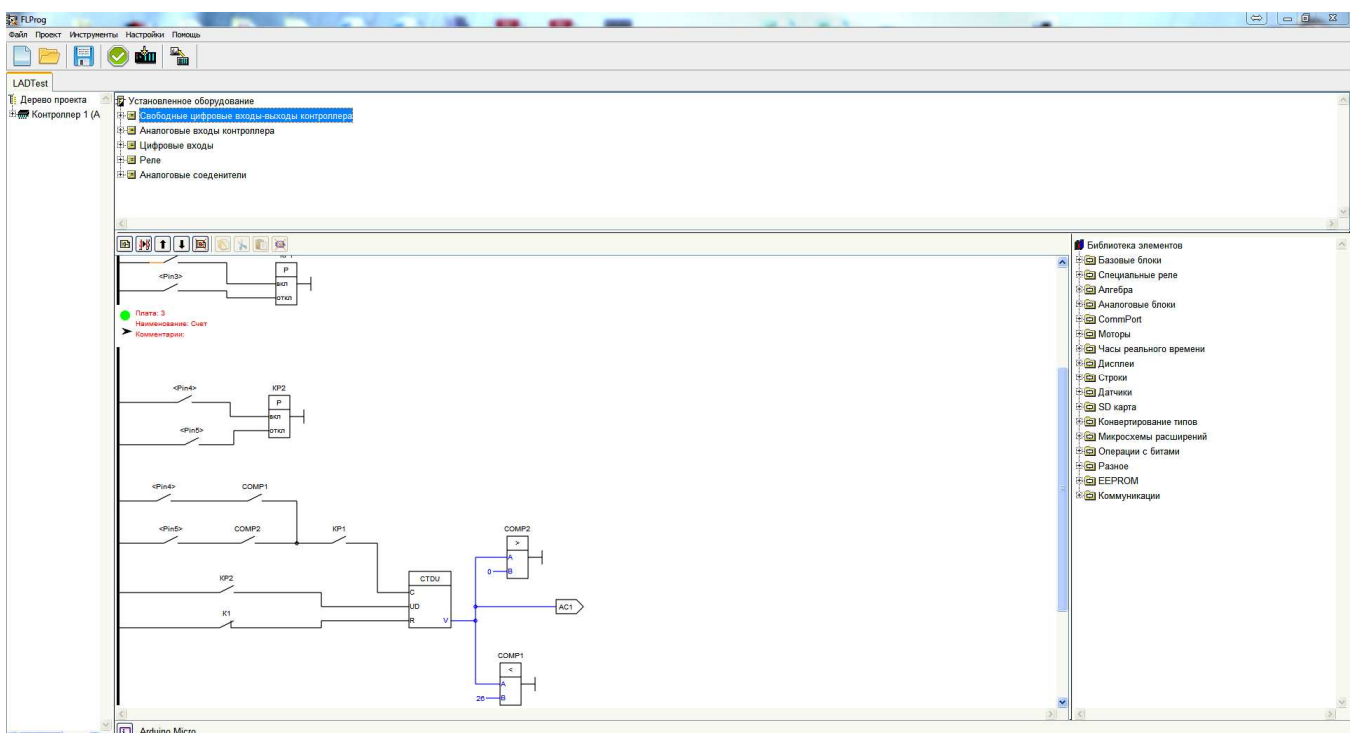 FLProg
Файл Проект Инструменты Настройки Помощь
LADTest
Дерево проекта
Контроллер 1 (A
Установленное оборудование
Свободные цифровые входы-выходы контроллера
Аналоговые входы контроллера
Цифровые входы
Реле
Аналоговые соеденители
<Pin3>
P
вкл
откл
Плата: 3
Наименование: Счет
Комментарии:
<Pin4> KP2
P
вкл
<Pin5> откл
<Pin4> COMP1
<Pin5> COMP2 KP1 COMP2
>
A
0 B
KP2 CTDU
C
UD AC1
K1
R V
COMP1
<
A
26 B
Библиотека элементов
Базовые блоки
Специальные реле
Алгебра
Аналоговые блоки
CommPort
Моторы
Часы реального времени
Дисплеи
Строки
Датчики
SD карта
Конвертирование типов
Микросхемы расширений
Операции с битами
Разное
EEPROM
Коммуникации
Arduino Micro